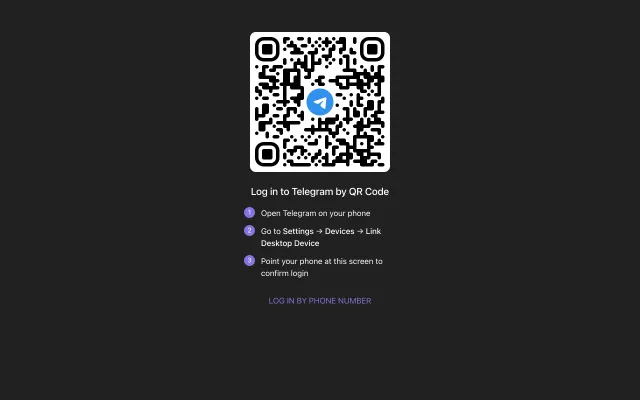 Log in to Telegram by QR Code
1 Open Telegram on your phone
2 Go to Settings → Devices → Link
Desktop Device
3 Point your phone at this screen to
confirm login
LOG IN BY PHONE NUMBER